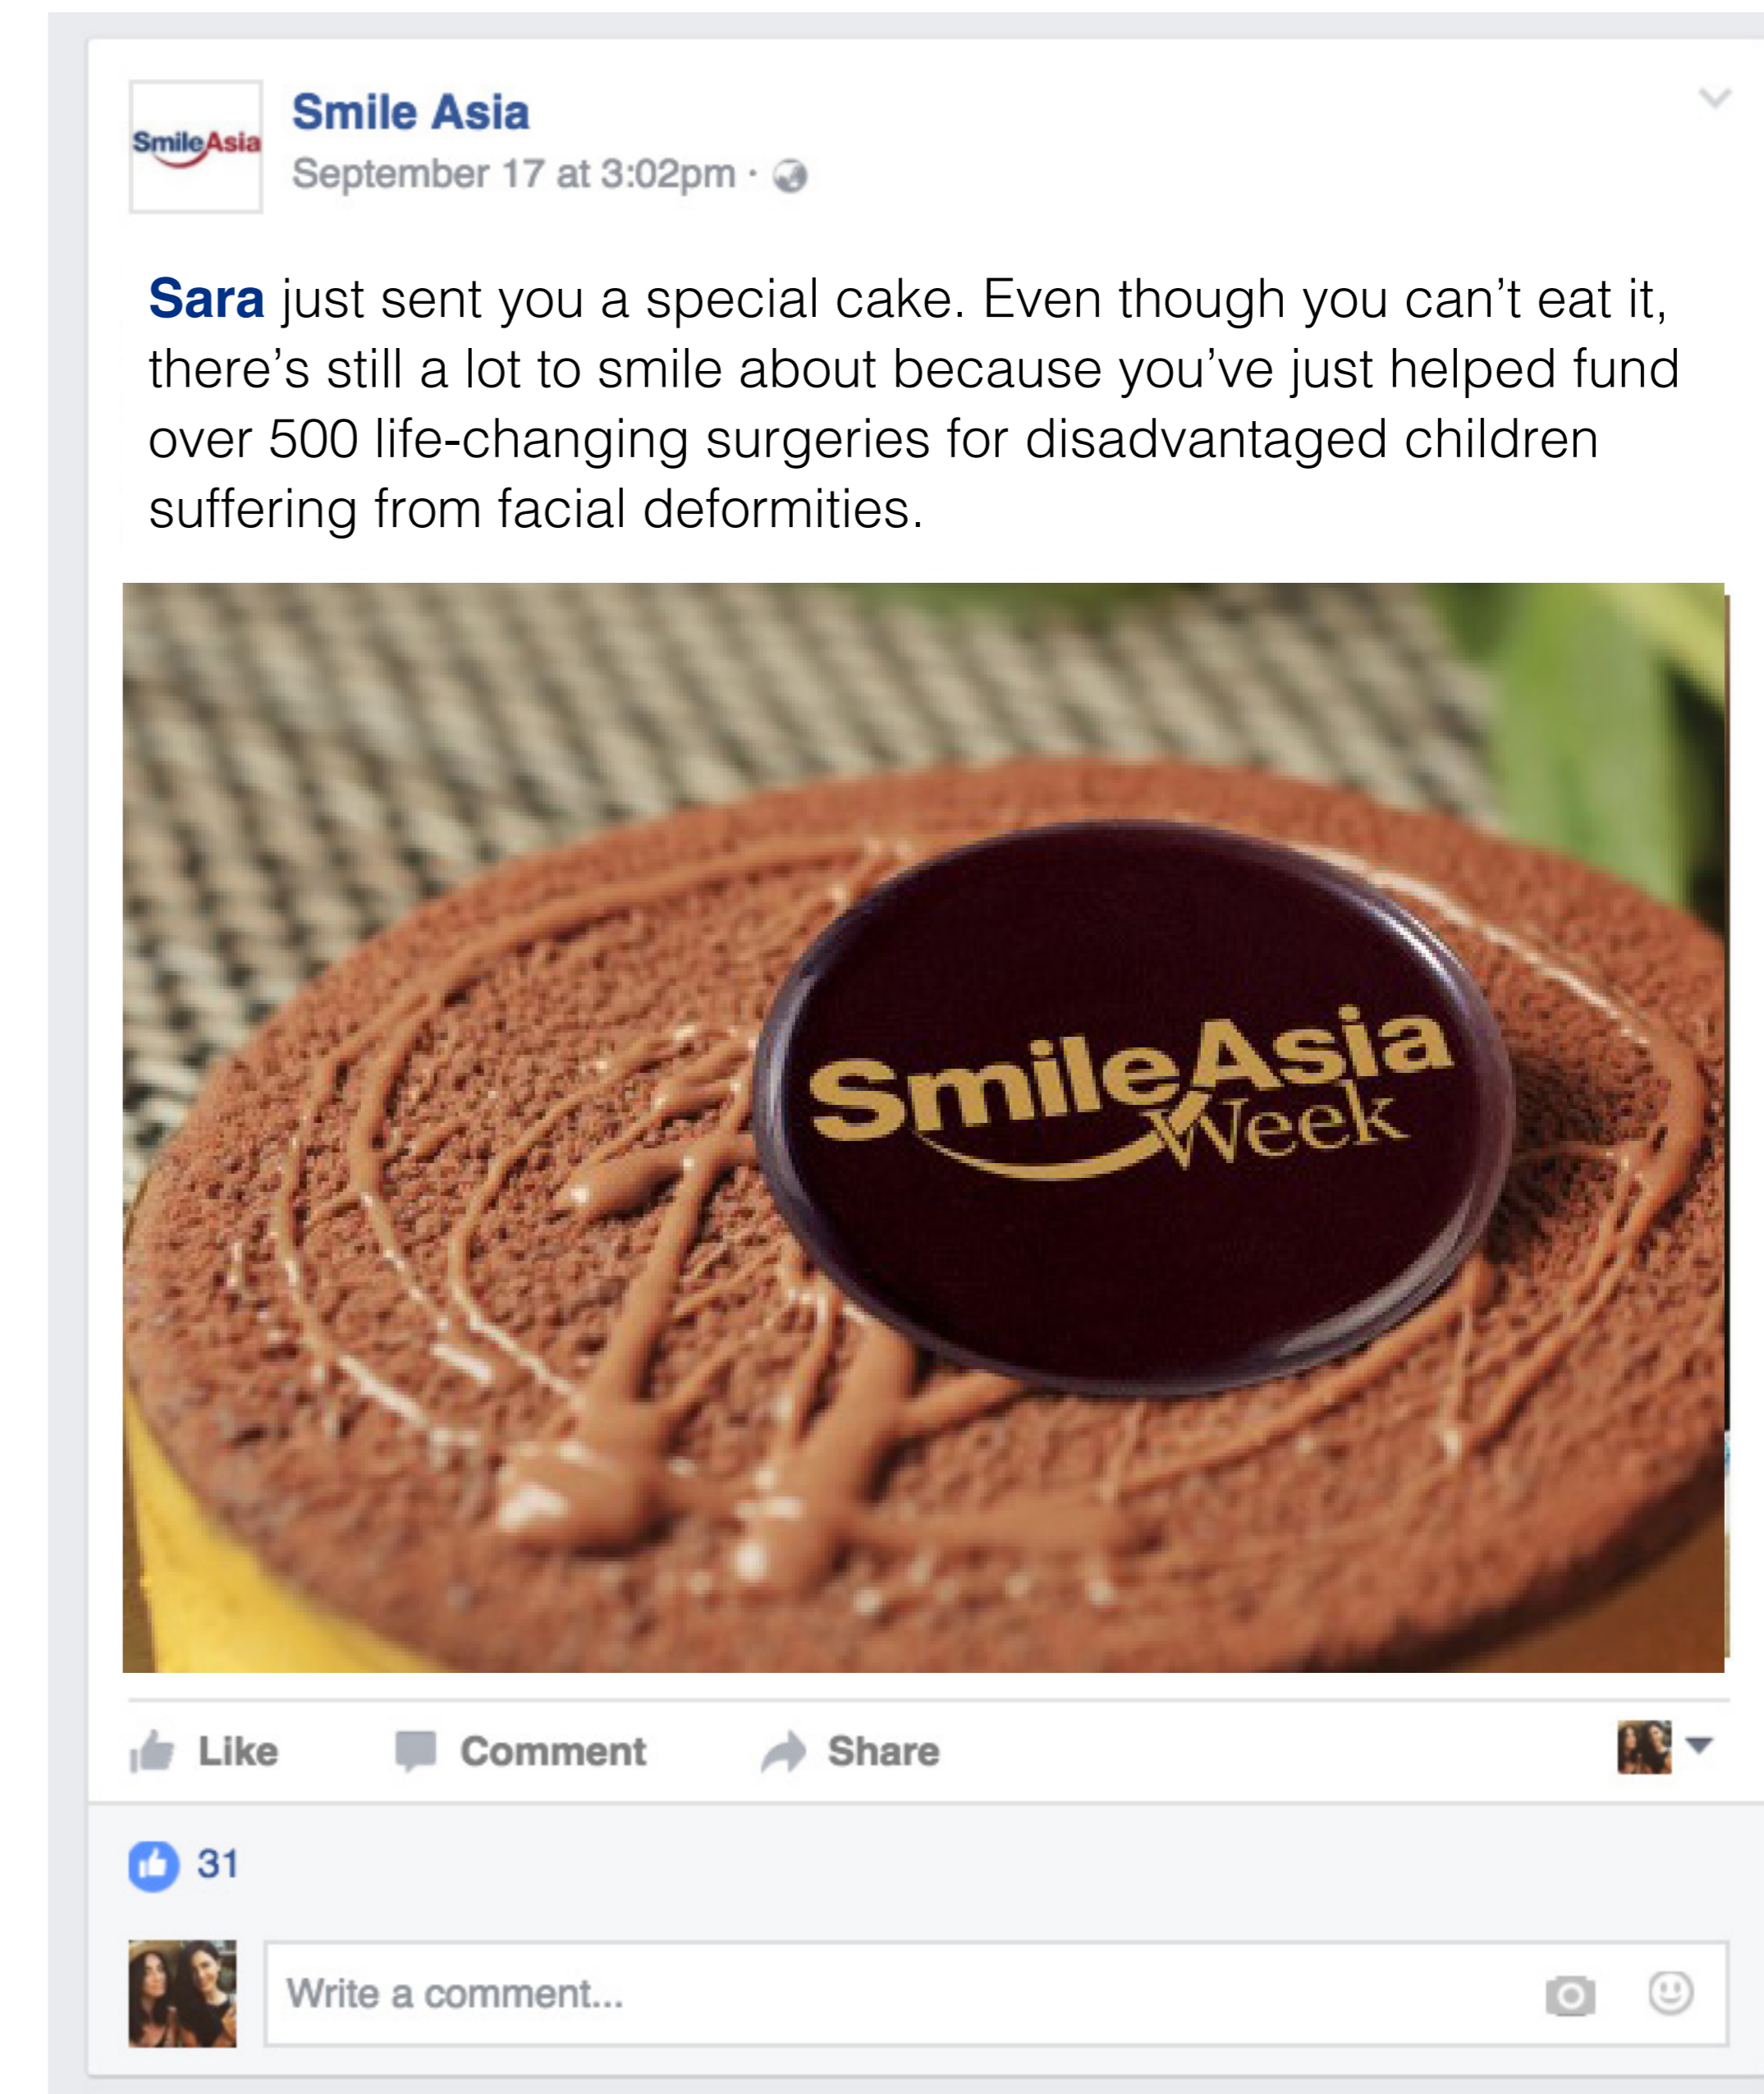 SmileAsia
Smile Asia
September 17 at 3:02pm ·
Sara just sent you a special cake. Even though you can’t eat it,
there’s still a lot to smile about because you’ve just helped fund
over 500 life-changing surgeries for disadvantaged children
suffering from facial deformities.
SmileAsia
Week
Like Comment Share
31
Write a comment...